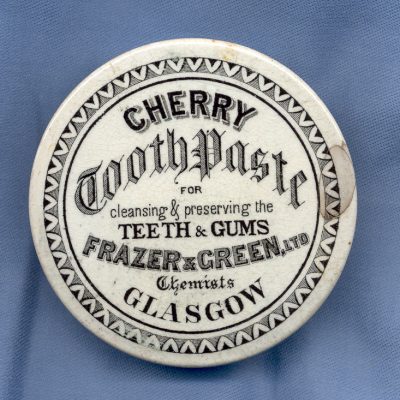 CHERRY
Tooth Paste
FOR
cleansing & preserving the
TEETH & GUMS
FRAZER & GREEN, LTD
Chemists
GLASGOW